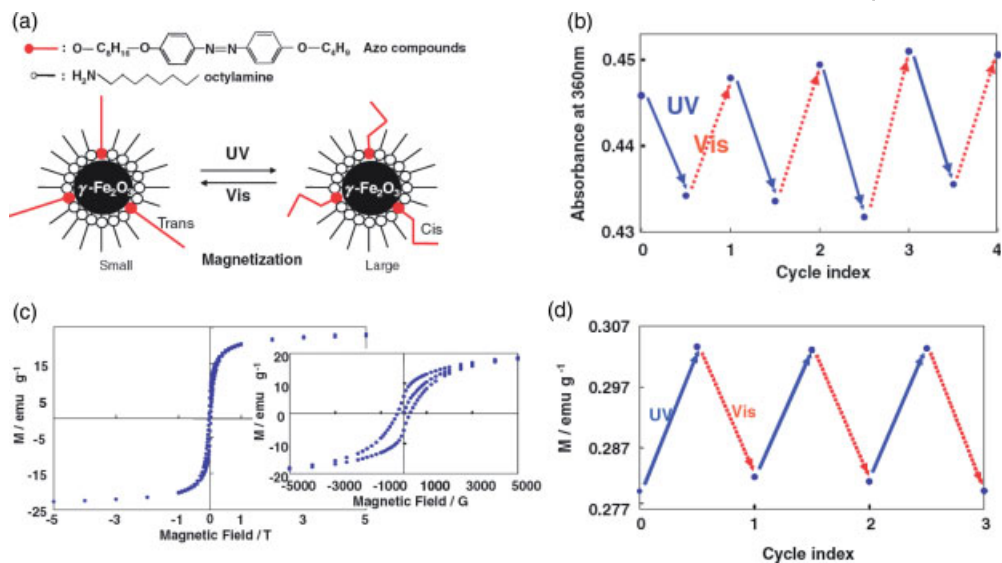 (a)
: O—C₈H₁₆—O N=N O—C₄H₉ Azo compounds
: H₂N octylamine
γ-Fe₂O₃
UV
Vis
γ-Fe₂O₃
Trans
Cis
Small
Magnetization
Large
(b)
Absorbance at 360nm
0.45
0.44
0.43
UV
Vis
0 1 2 3 4
Cycle index
(c)
M / emu g⁻¹
15
5
-5
-15
-25
-5 -3 -1 0 1 3 5
Magnetic Field / T
20
10
0
-10
-20
-5000 -3000 -1000 1000 3000 5000
Magnetic Field / G
(d)
M / emu g⁻¹
0.307
0.297
0.287
0.277
UV
Vis
0 1 2 3
Cycle index